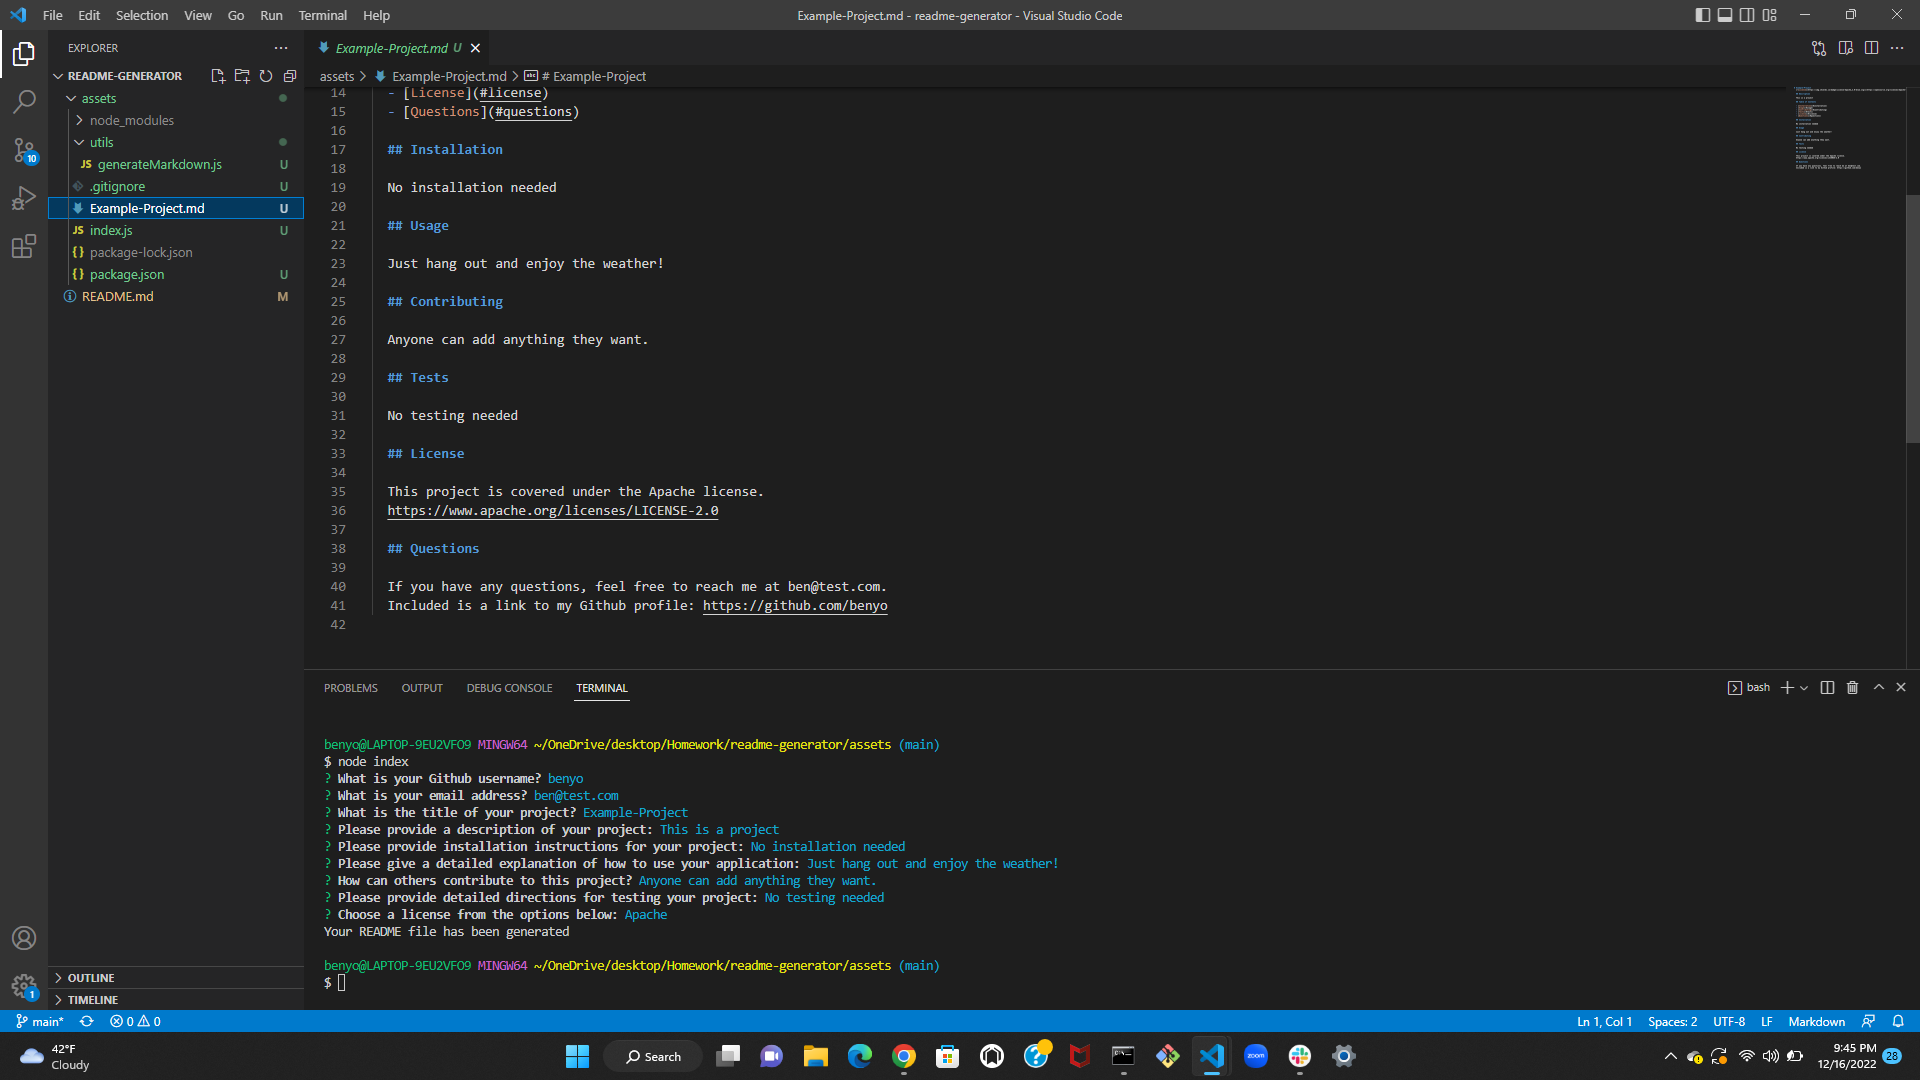 File Edit Selection View Go Run Terminal Help
Example-Project.md - readme-generator - Visual Studio Code
EXPLORER
README-GENERATOR
assets
node_modules
utils
JS generateMarkdown.js U
.gitignore U
Example-Project.md U
JS index.js U
{} package-lock.json
{} package.json U
README.md M
OUTLINE
TIMELINE
10
1
Example-Project.md U
assets > Example-Project.md > # Example-Project
14 - [License](#license)
15 - [Questions](#questions)
16
17 ## Installation
18
19 No installation needed
20
21 ## Usage
22
23 Just hang out and enjoy the weather!
24
25 ## Contributing
26
27 Anyone can add anything they want.
28
29 ## Tests
30
31 No testing needed
32
33 ## License
34
35 This project is covered under the Apache license.
36 https://www.apache.org/licenses/LICENSE-2.0
37
38 ## Questions
39
40 If you have any questions, feel free to reach me at ben@test.com.
41 Included is a link to my Github profile: https://github.com/benyo
42
PROBLEMS OUTPUT DEBUG CONSOLE TERMINAL
bash
benyo@LAPTOP-9EU2VFO9 MINGW64 ~/OneDrive/desktop/Homework/readme-generator/assets (main)
$ node index
? What is your Github username? benyo
? What is your email address? ben@test.com
? What is the title of your project? Example-Project
? Please provide a description of your project: This is a project
? Please provide installation instructions for your project: No installation needed
? Please give a detailed explanation of how to use your application: Just hang out and enjoy the weather!
? How can others contribute to this project? Anyone can add anything they want.
? Please provide detailed directions for testing your project: No testing needed
? Choose a license from the options below: Apache
Your README file has been generated
benyo@LAPTOP-9EU2VFO9 MINGW64 ~/OneDrive/desktop/Homework/readme-generator/assets (main)
$
main* 0 0
Ln 1, Col 1 Spaces: 2 UTF-8 LF Markdown
42°F
Cloudy
Search
zoom
9:45 PM
12/16/2022
28